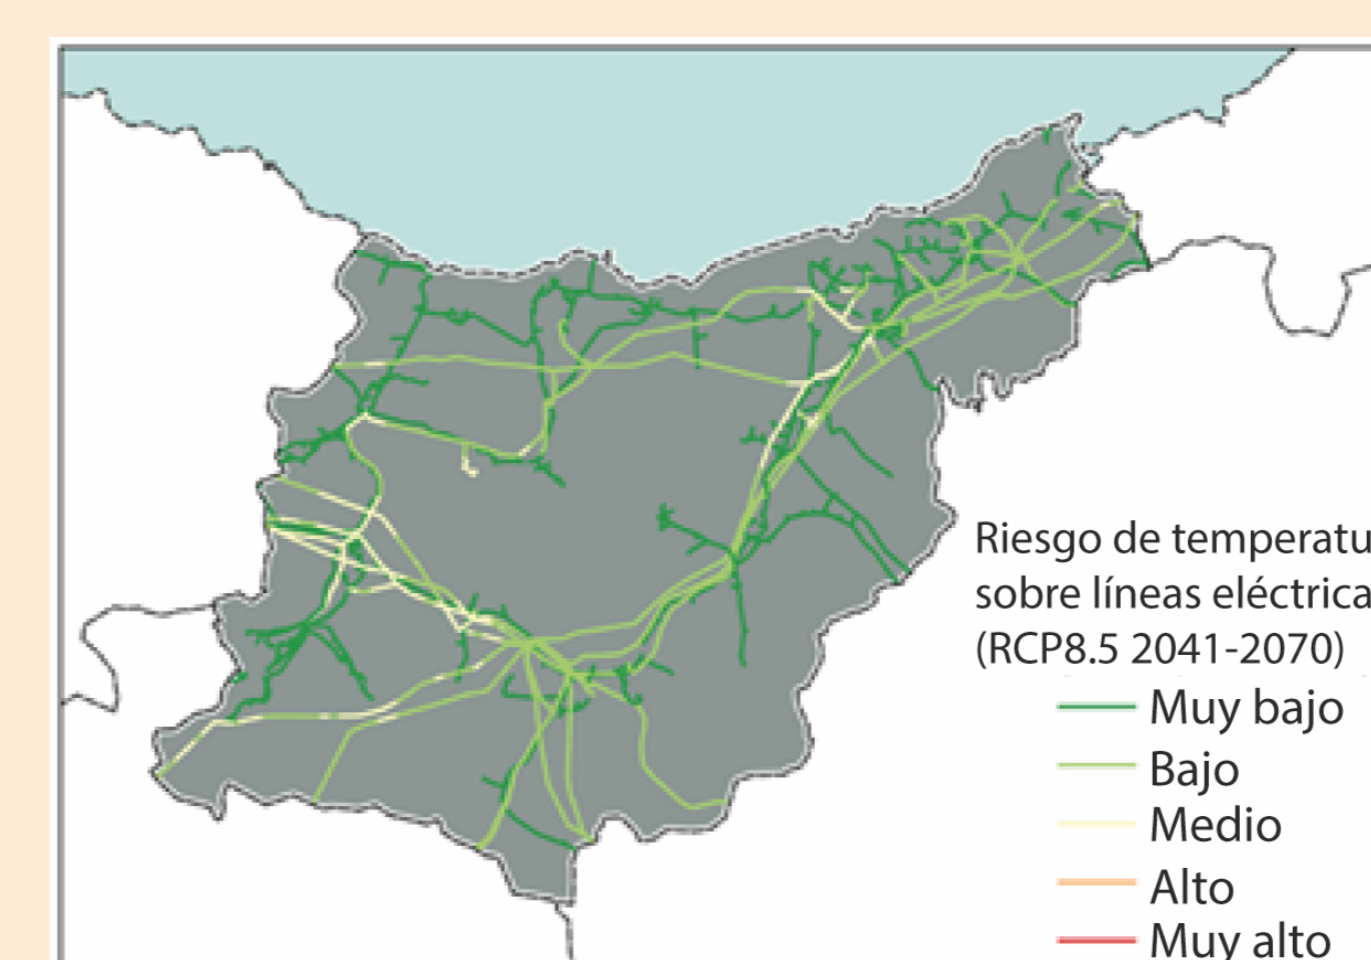 Riesgo de temperatu
sobre líneas eléctrica
(RCP8.5 2041-2070)
Muy bajo
Bajo
Medio
Alto
Muy alto